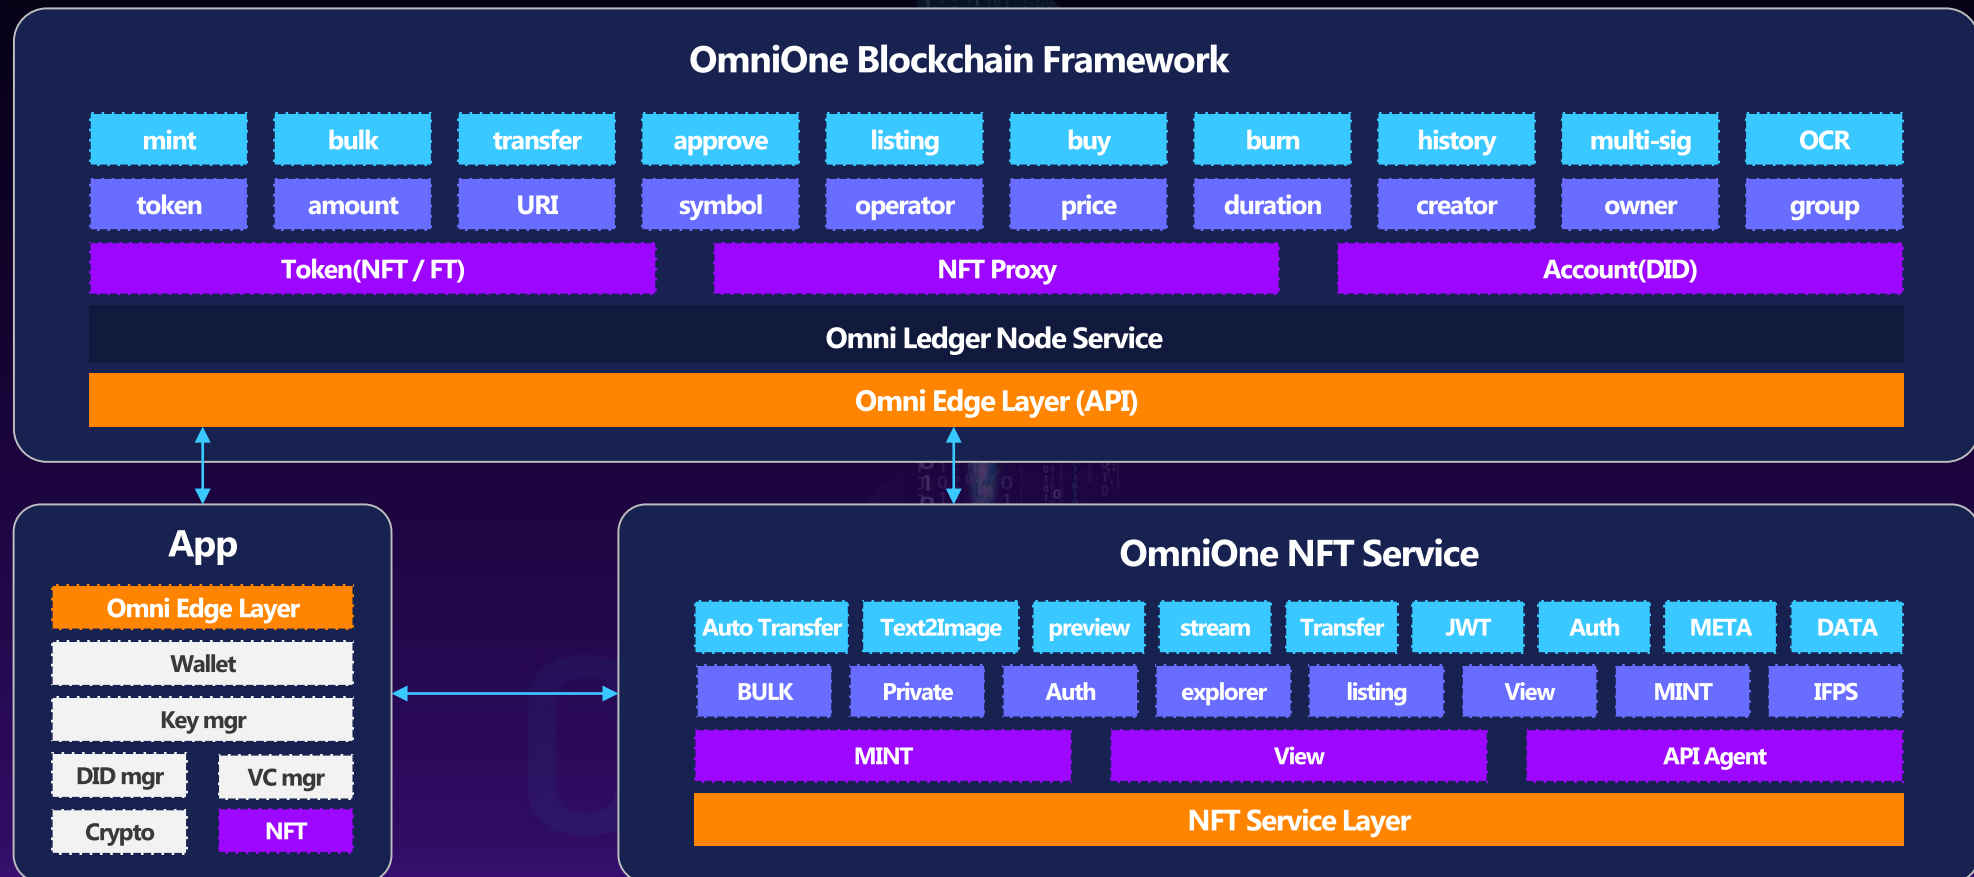 OmniOne Blockchain Framework
mint bulk transfer approve listing buy burn history multi-sig OCR
token amount URI symbol operator price duration creator owner group
Token(NFT / FT) NFT Proxy Account(DID)
Omni Ledger Node Service
Omni Edge Layer (API)
App
Omni Edge Layer
Wallet
Key mgr
DID mgr VC mgr
Crypto NFT
OmniOne NFT Service
Auto Transfer Text2Image preview stream Transfer JWT Auth META DATA
BULK Private Auth explorer listing View MINT IFPS
MINT View API Agent
NFT Service Layer